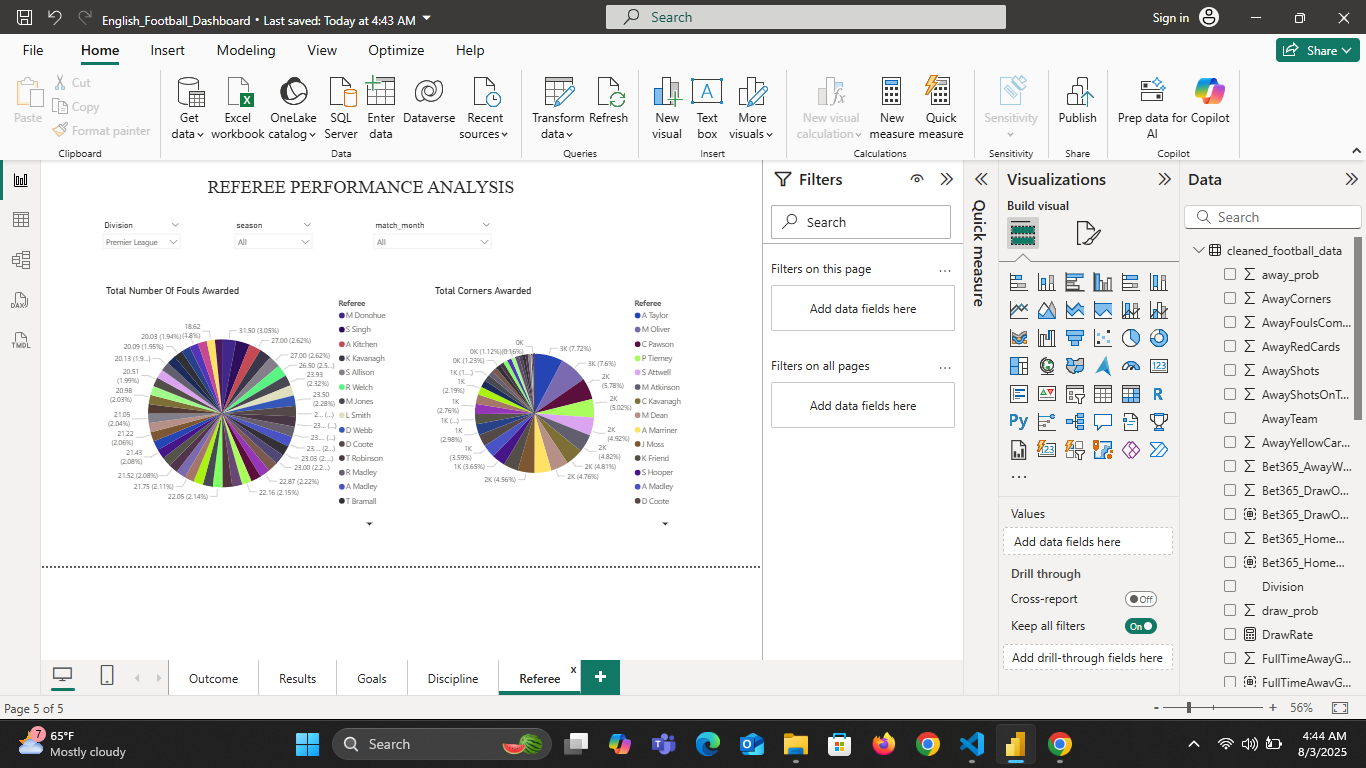 English_Football_Dashboard • Last saved: Today at 4:43 AM
Search
Sign in
File
Home
Insert
Modeling
View
Optimize
Help
Share
Paste
Cut
Copy
Format painter
Clipboard
Get data
Excel workbook
OneLake catalog
SQL Server
Enter data
Dataverse
Recent sources
Data
Transform data
Refresh
Queries
New visual
Text box
More visuals
Insert
New visual calculation
New measure
Quick measure
Calculations
Sensitivity
Sensitivity
Publish
Share
Prep data for AI
Copilot
Copilot
REFEREE PERFORMANCE ANALYSIS
Division
Premier League
season
All
match_month
All
Total Number Of Fouls Awarded
31.50 (3.05%)
27.00 (2.62%)
27.00 (2.62%)
26.50 (2.5...)
23.93 (2.32%)
23.50 (2.28%)
2... (...)
23.... (...)
23.... (2...)
23.03 (2....)
23.00 (2.2...)
22.87 (2.22%)
22.16 (2.15%)
22.05 (2.14%)
21.75 (2.11%)
21.52 (2.08%)
21.43 (2.08%)
21.22 (2.06%)
21.05 (2.04%)
20.98 (2.03%)
20.51 (1.99%)
20.13 (1.9...)
20.09 (1.95%)
20.03 (1.94%)
18.62 (1.8%)
Referee
M Donohue
S Singh
A Kitchen
K Kavanagh
S Allison
R Welch
M Jones
L Smith
D Webb
D Coote
T Robinson
R Madley
A Madley
T Bramall
Total Corners Awarded
3K (7.72%)
3K (7.6%)
2K (5.78%)
2K (5.02%)
2K (4.92%)
2K (4.82%)
2K (4.81%)
2K (4.76%)
2K (4.56%)
1K (3.65%)
1K (3.59%)
1K (2.98%)
1K (2.76%)
1K (2.19%)
1K (...)
0K (1.23%)
0K (1.12%)
0K (0.16%)
Referee
A Taylor
M Oliver
C Pawson
P Tierney
S Attwell
M Atkinson
C Kavanagh
M Dean
A Marriner
J Moss
K Friend
S Hooper
A Madley
D Coote
Filters
Search
Filters on this page
...
Add data fields here
Filters on all pages
...
Add data fields here
Quick measure
Visualizations
Build visual
...
Values
Add data fields here
Drill through
Cross-report
Off
Keep all filters
On
Add drill-through fields here
Data
Search
cleaned_football_data
away_prob
AwayCorners
AwayFoulsCom...
AwayRedCards
AwayShots
AwayShotsOnT...
AwayTeam
AwayYellowCar...
Bet365_AwayW...
Bet365_DrawO...
Bet365_DrawO...
Bet365_Home...
Bet365_Home...
Division
draw_prob
DrawRate
FullTimeAwayG...
FullTimeAwayG...
Outcome
Results
Goals
Discipline
Referee
x
+
Page 5 of 5
- + 56%
7
65°F
Mostly cloudy
Search
4:44 AM
8/3/2025